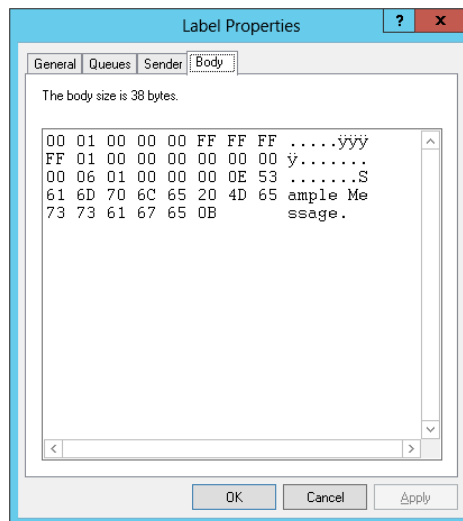 Label Properties
? x
General Queues Sender Body
The body size is 38 bytes.
00 01 00 00 00 FF FF FF .....ÿÿÿ
FF 01 00 00 00 00 00 00 ÿ.......
00 06 01 00 00 00 0E 53 .......S
61 6D 70 6C 65 20 4D 65 ample Me
73 73 61 67 65 0B ssage.
OK Cancel Apply